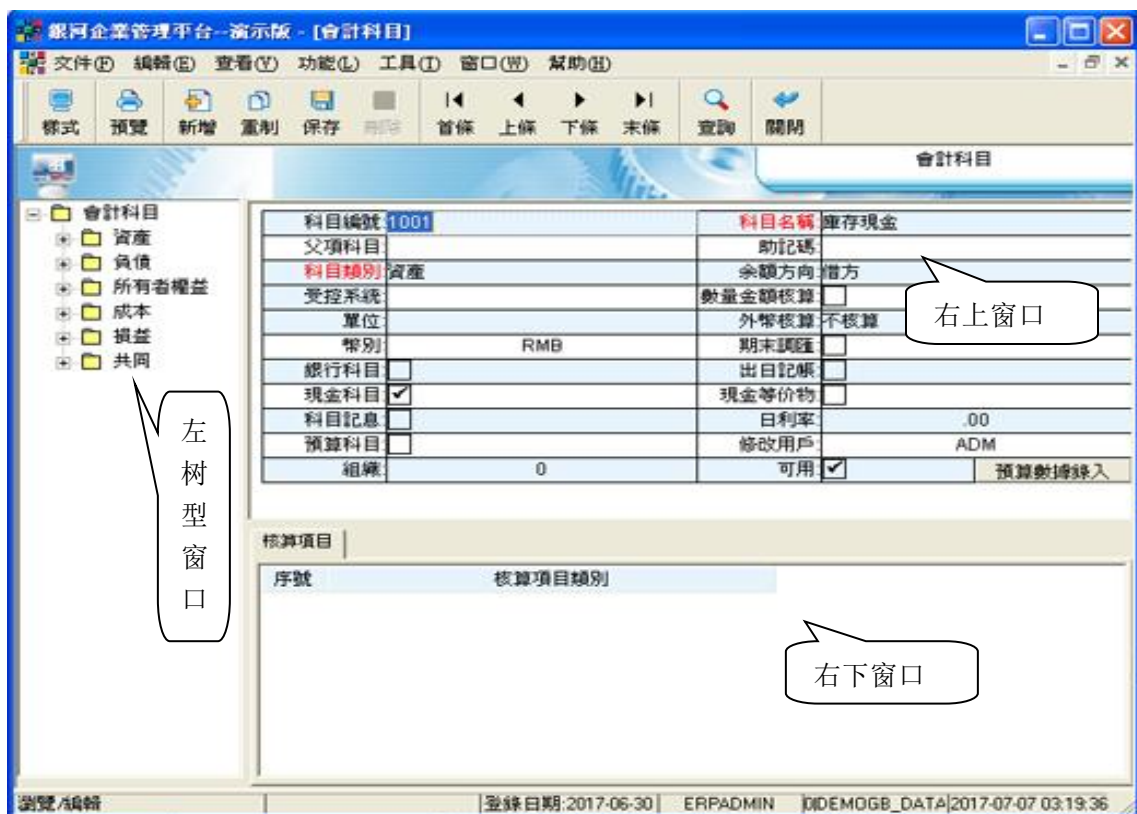 銀河企業管理平台--演示版 - [會計科目]
文件(F) 編輯(E) 查看(V) 功能(L) 工具(T) 窗口(W) 幫助(H)
樣式 預覽 新增 重制 保存 刪除 首條 上條 下條 末條 查詢 關閉
會計科目
會計科目
資產
負債
所有者權益
成本
損益
共同
科目編號:1001 科目名稱:庫存現金
父項科目: 助記碼:
科目類別:資產 余額方向:借方
受控系統: 數量金額核算:
單位: 外幣核算:不核算
幣別: RMB 期末調匯:
銀行科目: 出日記帳:
現金科目: 現金等价物:
科目記息: 日利率: .00
預算科目: 修改用戶: ADM
組織: 0 可用: 預算數據錄入
右上窗口
左树型窗口
核算項目
序號 核算項目類別
右下窗口
瀏覽/編輯 登錄日期:2017-06-30 ERPADMIN DEMOGB_DATA 2017-07-07 03:19:36